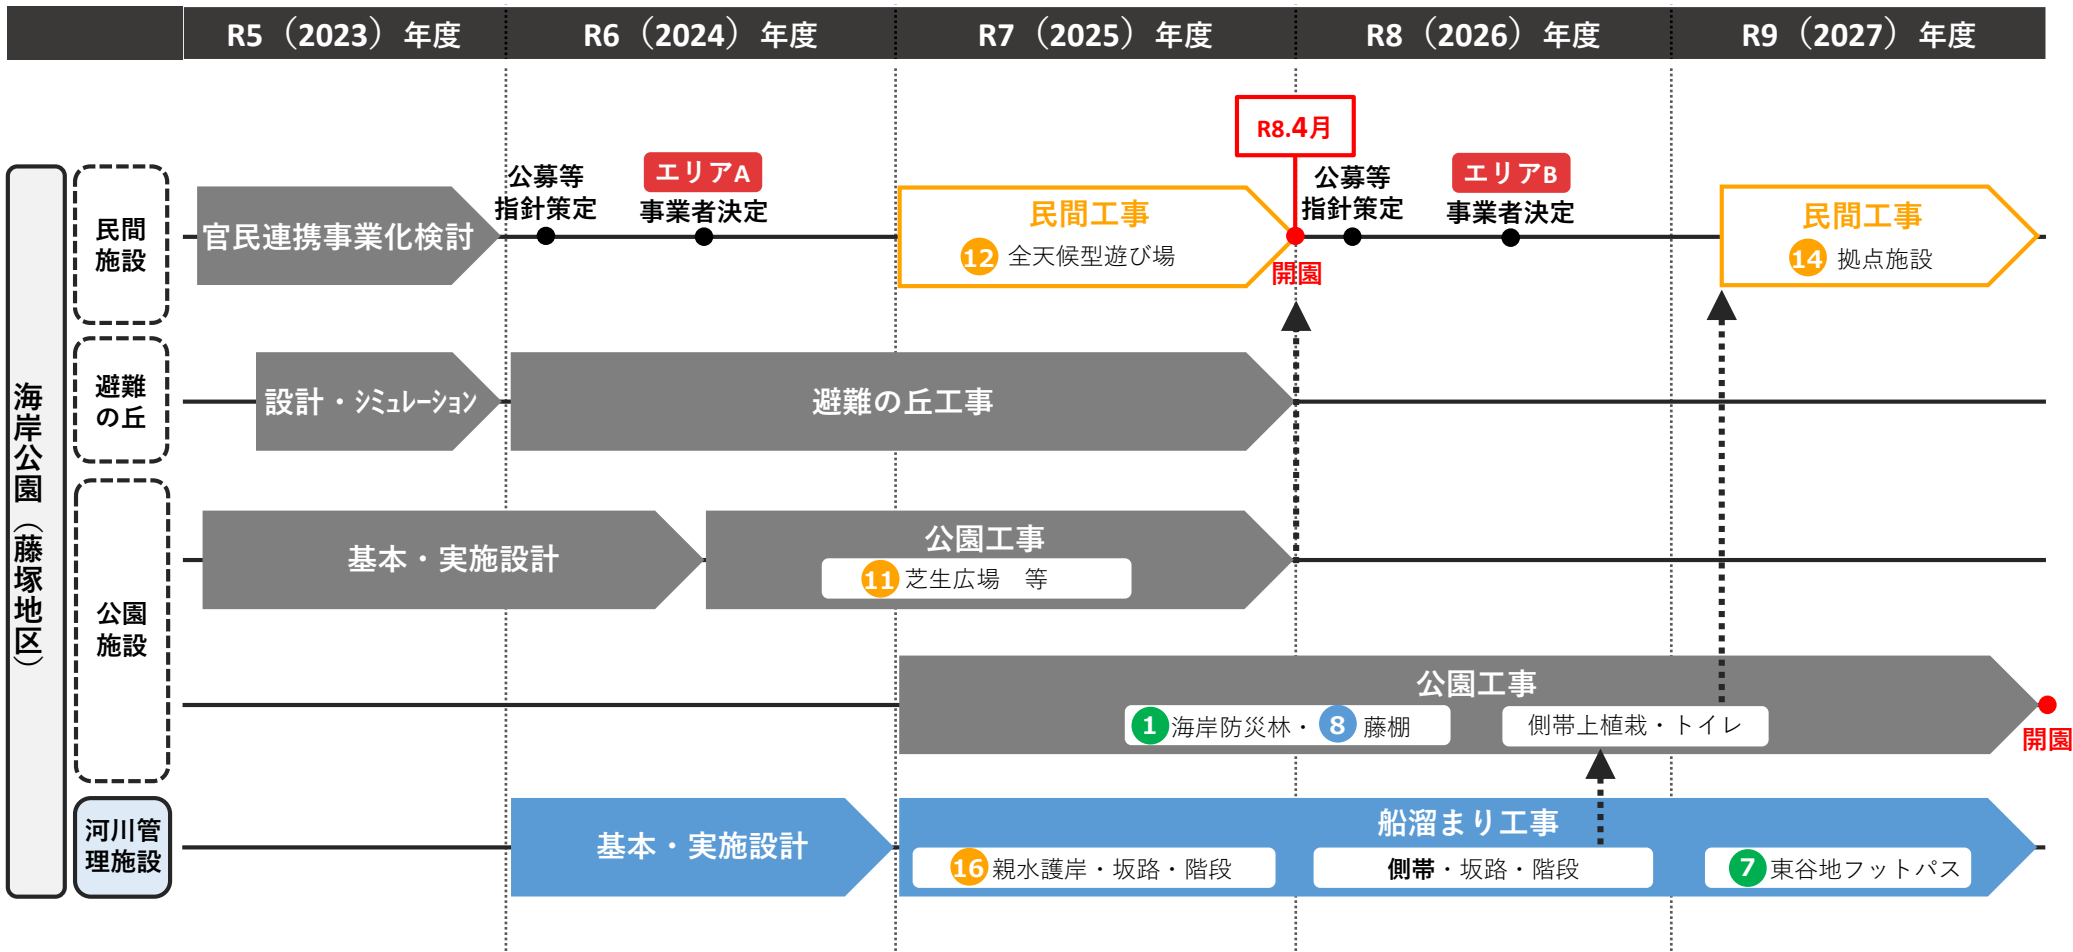 R5（2023）年度
R6（2024）年度
R7（2025）年度
R8（2026）年度
R9（2027）年度
海岸公園（藤塚地区）
民間
施設
官民連携事業化検討
公募等
指針策定
エリアA
事業者決定
民間工事
12 全天候型遊び場
R8.4月
開園
公募等
指針策定
エリアB
事業者決定
民間工事
14 拠点施設
避難
の丘
設計・ｼﾐｭﾚｰｼｮﾝ
避難の丘工事
公園
施設
基本・実施設計
公園工事
11 芝生広場　等
公園工事
1 海岸防災林・ 8 藤棚
側帯上植栽・トイレ
開園
河川管
理施設
基本・実施設計
船溜まり工事
16 親水護岸・坂路・階段
側帯・坂路・階段
7 東谷地フットパス